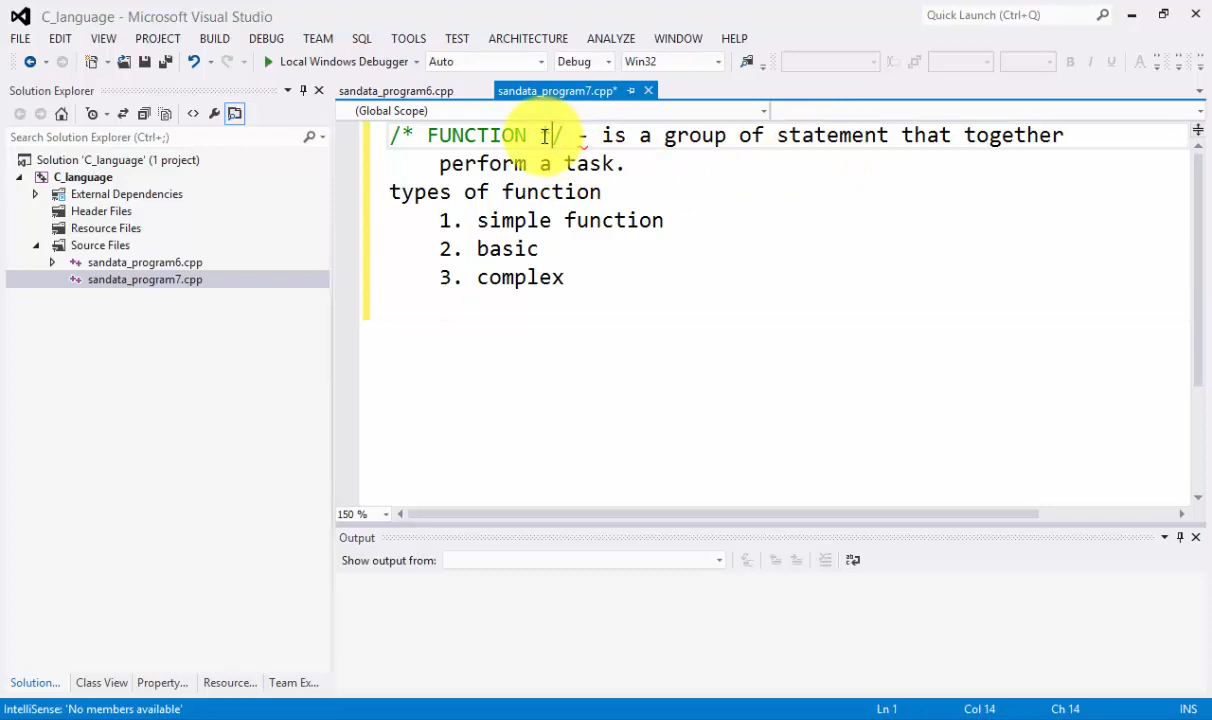 C_language - Microsoft Visual Studio
Quick Launch (Ctrl+Q)
FILE EDIT VIEW PROJECT BUILD DEBUG TEAM SQL TOOLS TEST ARCHITECTURE ANALYZE WINDOW HELP
Local Windows Debugger Auto Debug Win32
Solution Explorer
sandata_program6.cpp sandata_program7.cpp*
(Global Scope)
Search Solution Explorer (Ctrl+;)
Solution 'C_language' (1 project)
C_language
External Dependencies
Header Files
Resource Files
Source Files
sandata_program6.cpp
sandata_program7.cpp
/* FUNCTION */ - is a group of statement that together
perform a task.
types of function
1. simple function
2. basic
3. complex
150 %
Output
Show output from:
Solution... Class View Property... Resource... Team Ex...
IntelliSense: 'No members available' Ln 1 Col 14 Ch 14 INS